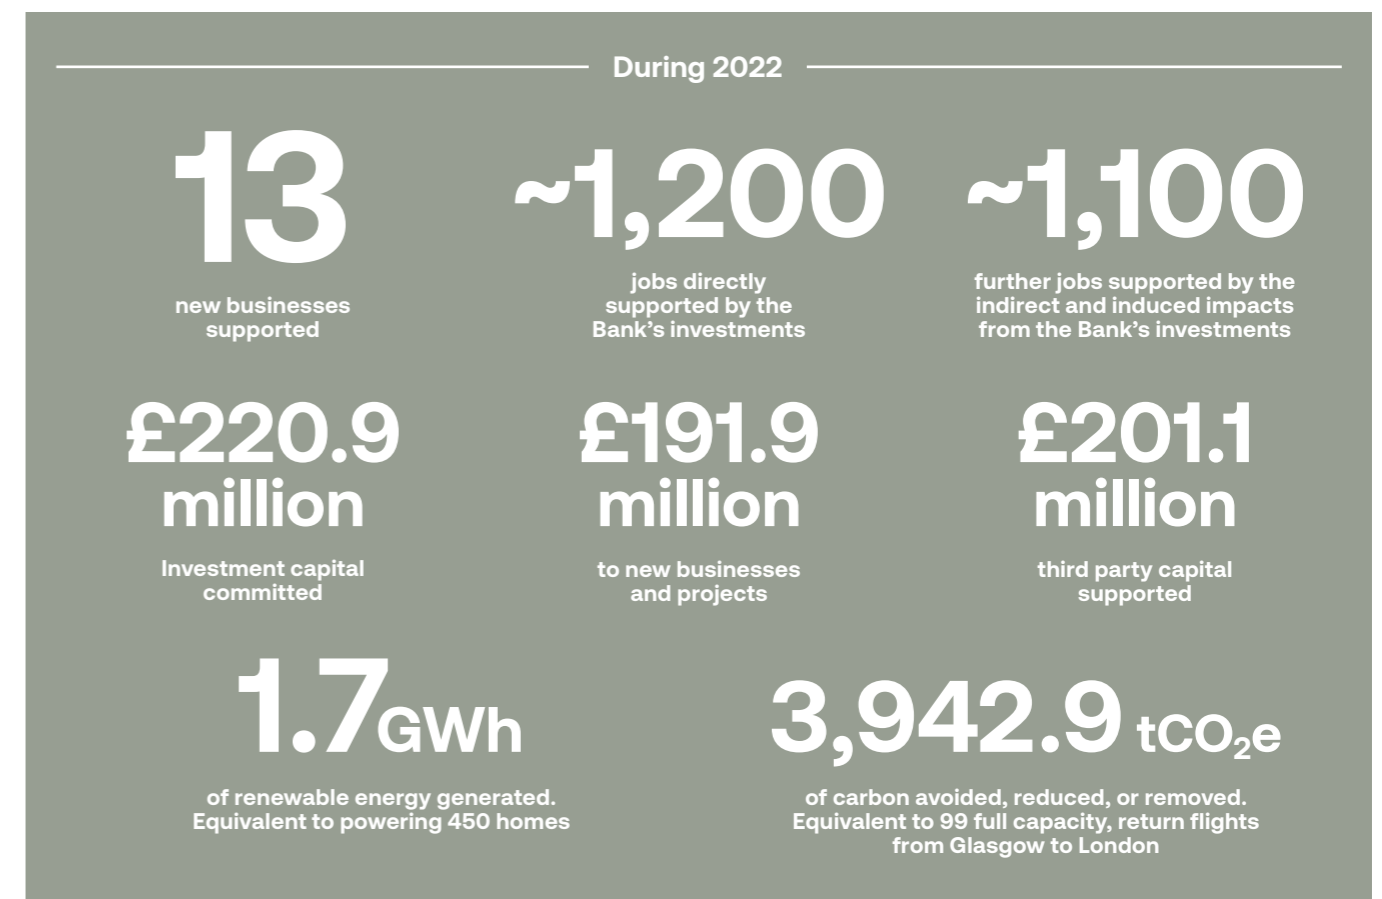 During 2022
13
new businesses
supported
~1,200
jobs directly
supported by the
Bank’s investments
~1,100
further jobs supported by the
indirect and induced impacts
from the Bank’s investments
£220.9
million
Investment capital
committed
£191.9
million
to new businesses
and projects
£201.1
million
third party capital
supported
1.7GWh
of renewable energy generated.
Equivalent to powering 450 homes
3,942.9 tCO₂e
of carbon avoided, reduced, or removed.
Equivalent to 99 full capacity, return flights
from Glasgow to London